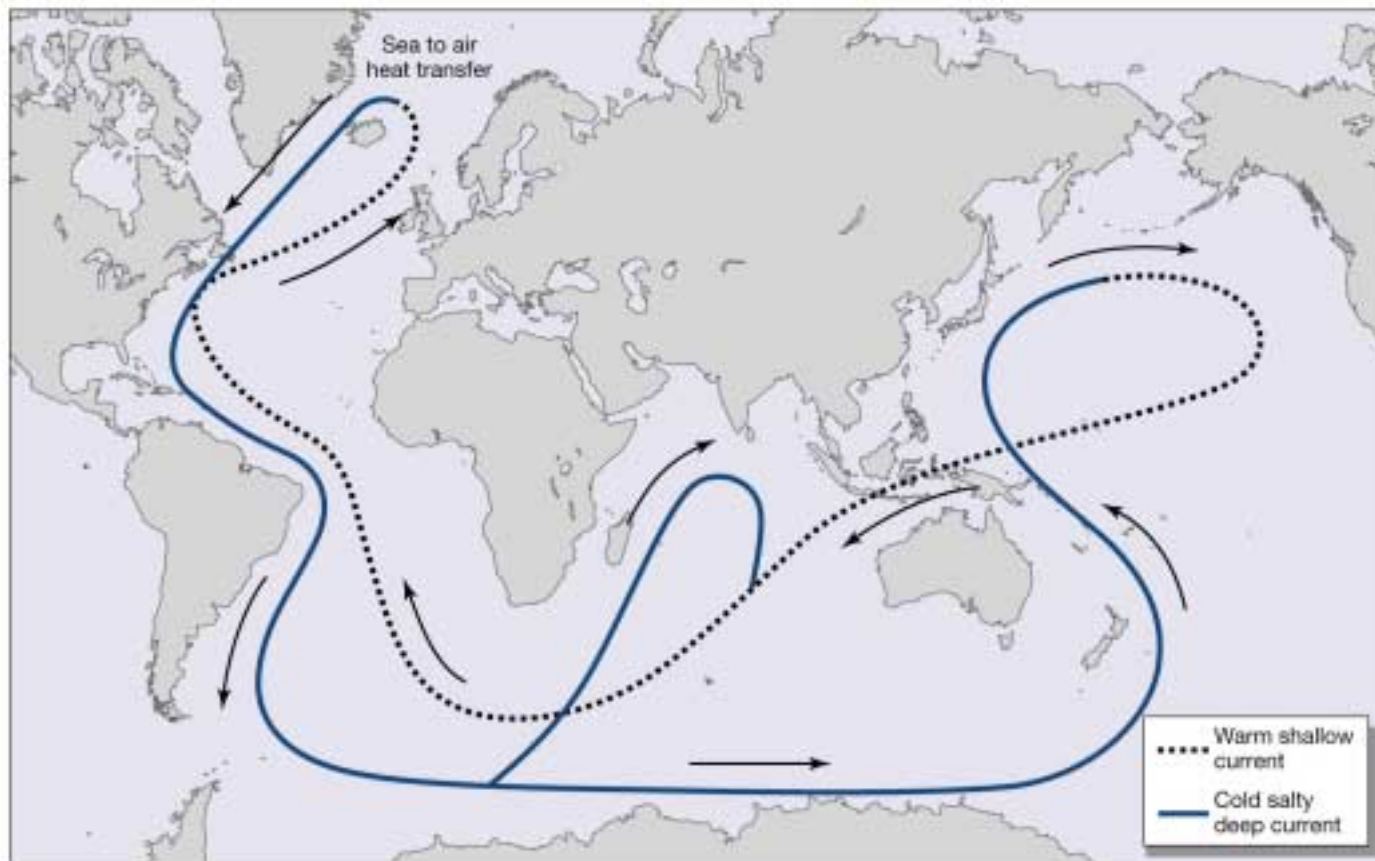 Sea to air
heat transfer
Warm shallow
current
Cold salty
deep current